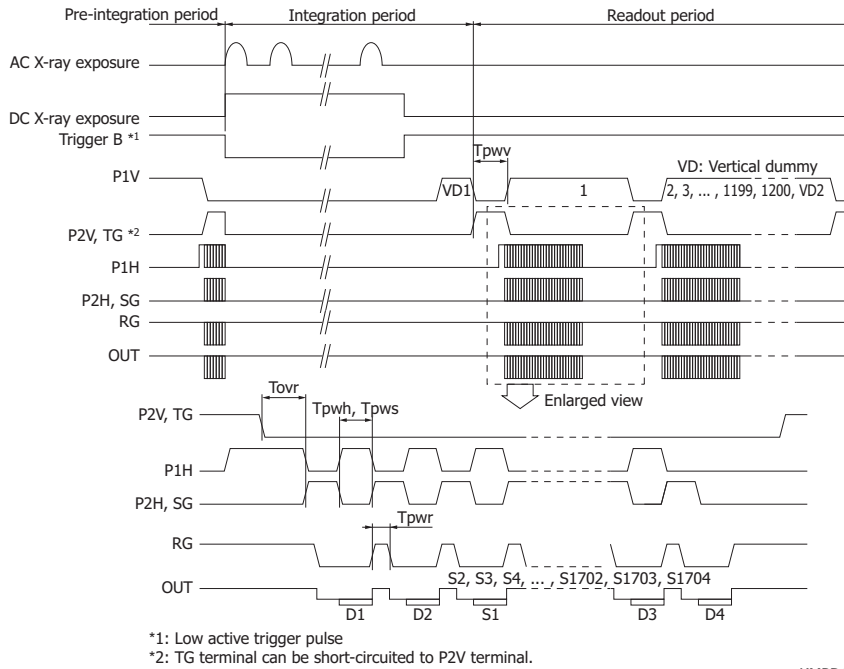 Pre-integration period
Integration period
Readout period
AC X-ray exposure
DC X-ray exposure
Trigger B *1
Tpwv
VD: Vertical dummy
P1V
VD1
1
2, 3, ... , 1199, 1200, VD2
P2V, TG *2
P1H
P2H, SG
RG
OUT
Tovr
Enlarged view
Tpwh, Tpws
P2V, TG
P1H
P2H, SG
Tpwr
RG
S2, S3, S4, ... , S1702, S1703, S1704
OUT
D1
D2
S1
D3
D4
*1: Low active trigger pulse
*2: TG terminal can be short-circuited to P2V terminal.